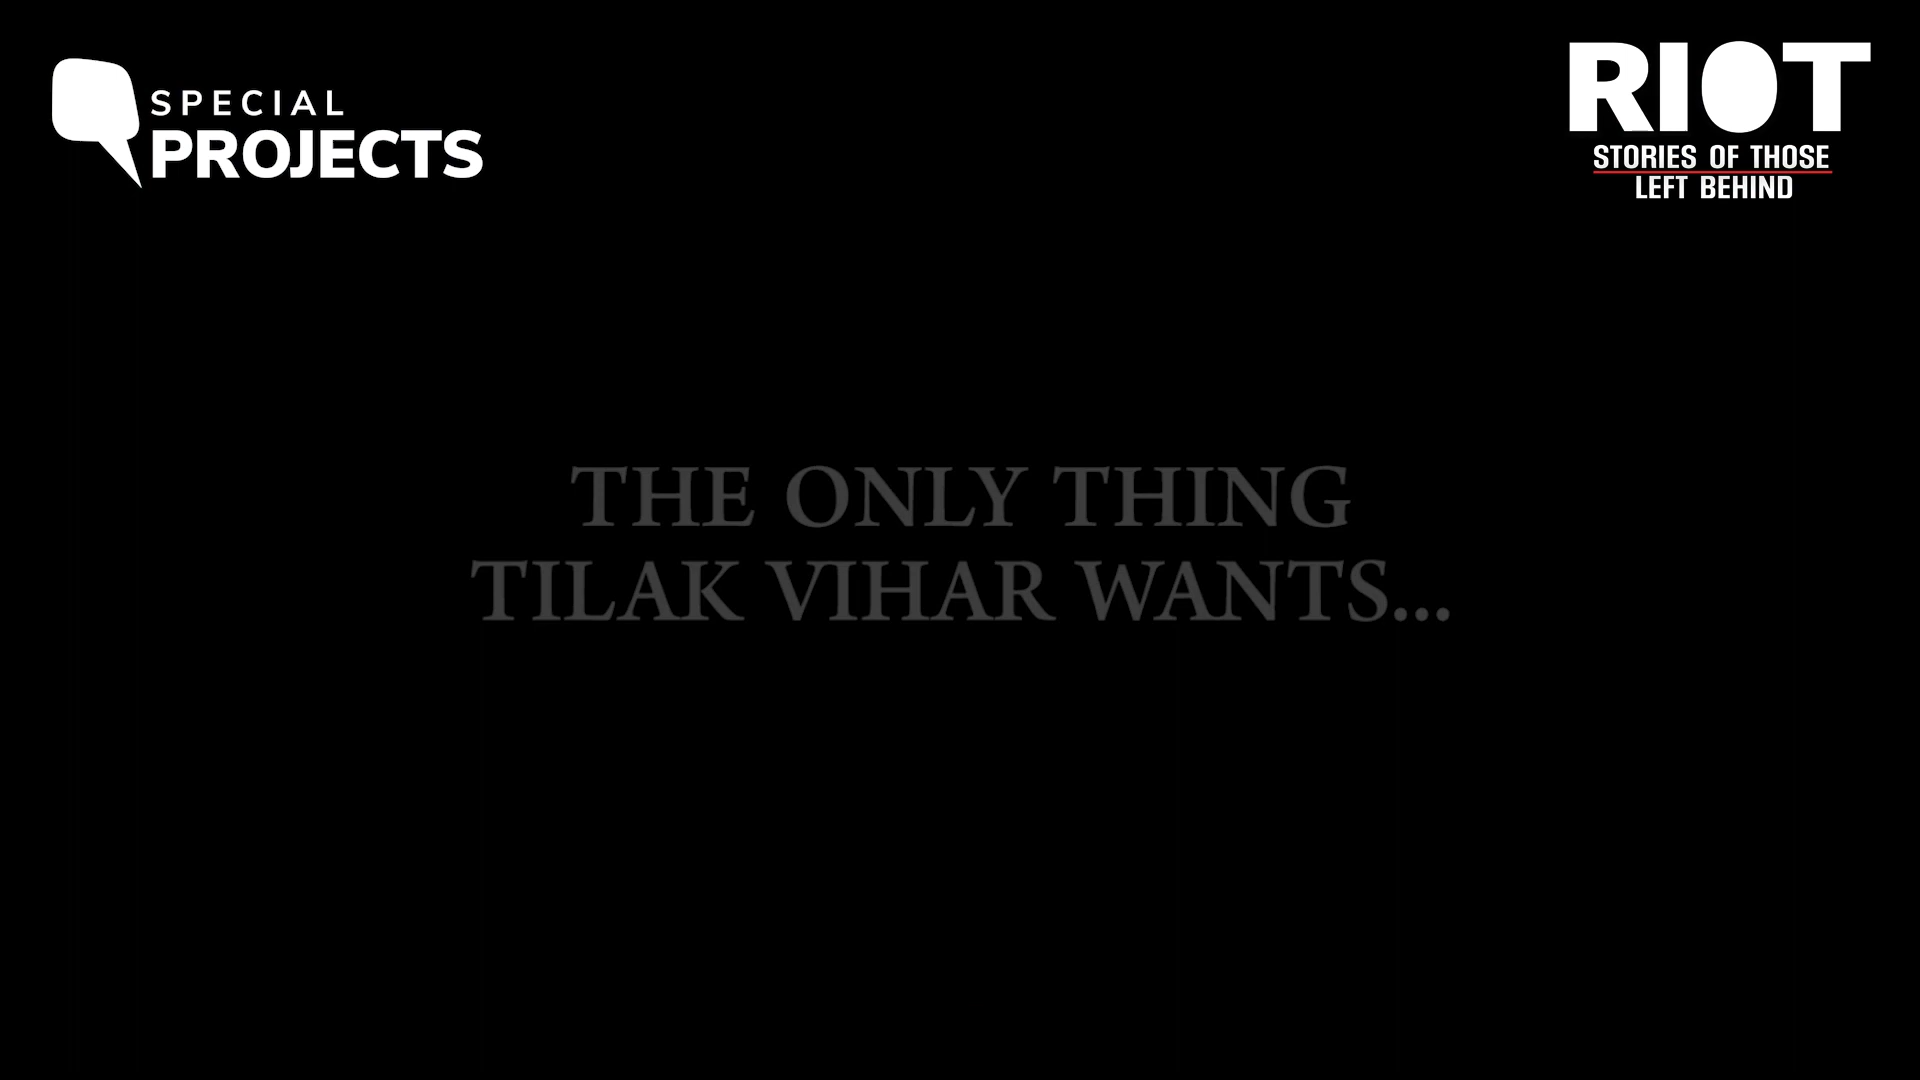 SPECIAL
PROJECTS
RIOT
STORIES OF THOSE
LEFT BEHIND
THE ONLY THING
TILAK VIHAR WANTS...